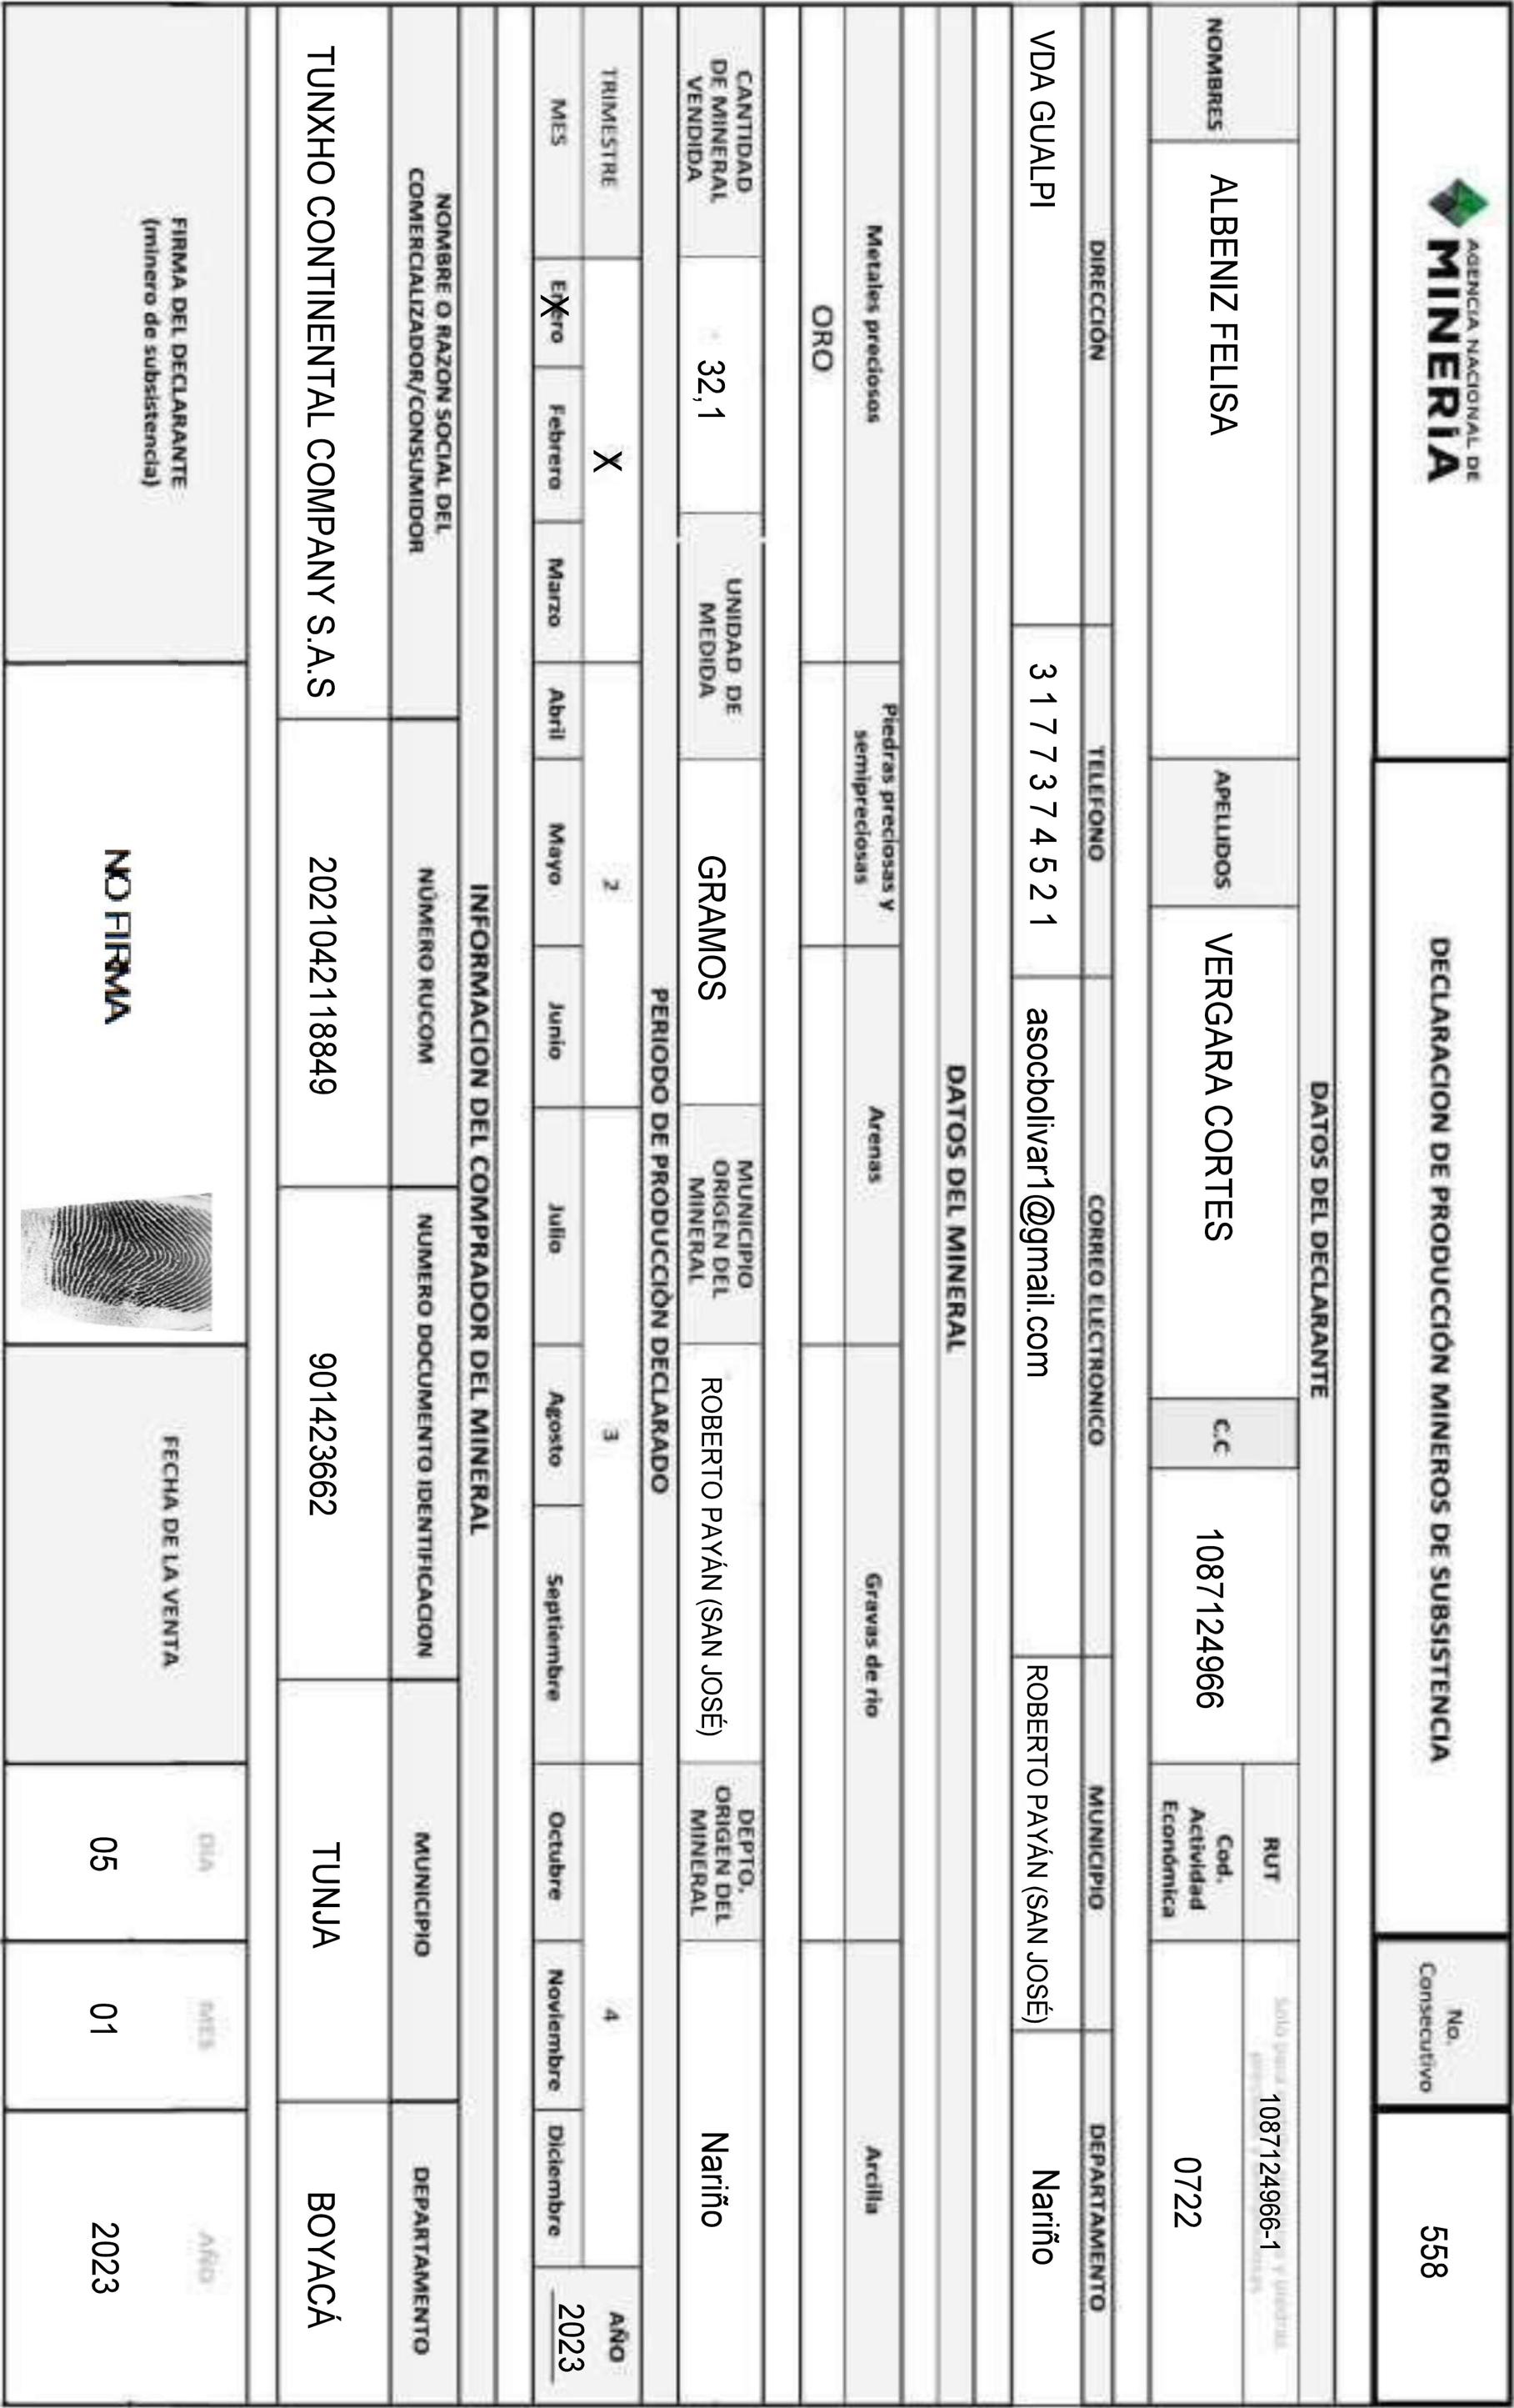 AGENCIA NACIONAL DE
MINERÍA
DECLARACION DE PRODUCCIÓN MINEROS DE SUBSISTENCIA
No.
Consecutivo
558
DATOS DEL DECLARANTE
NOMBRES
ALBENIZ FELISA
APELLIDOS
VERGARA CORTES
C.C
1087124966
RUT
1087124966-1
Cod.
Actividad
Económica
0722
DIRECCIÓN
TELEFONO
CORREO ELECTRONICO
MUNICIPIO
DEPARTAMENTO
VDA GUALPI
3 1 7 7 3 7 4 5 2 1
asocbolivar1@gmail.com
ROBERTO PAYÁN (SAN JOSÉ)
Nariño
DATOS DEL MINERAL
Metales preciosos
Piedras preciosas y
semipreciosas
Arenas
Gravas de rio
Arcilla
ORO
CANTIDAD
DE MINERAL
VENDIDA
32,1
UNIDAD DE
MEDIDA
GRAMOS
MUNICIPIO
ORIGEN DEL
MINERAL
ROBERTO PAYÁN (SAN JOSÉ)
DEPTO.
ORIGEN DEL
MINERAL
Nariño
PERIODO DE PRODUCCIÓN DECLARADO
TRIMESTRE
X
2
3
4
AÑO
MES
Enero
X
Febrero
Marzo
Abril
Mayo
Junio
Julio
Agosto
Septiembre
Octubre
Noviembre
Diciembre
2023
INFORMACIÓN DEL COMPRADOR DEL MINERAL
NOMBRE O RAZON SOCIAL DEL
COMERCIALIZADOR/CONSUMIDOR
NÚMERO RUCOM
NUMERO DOCUMENTO IDENTIFICACION
MUNICIPIO
DEPARTAMENTO
TUNXHO CONTINENTAL COMPANY S.A.S
2021042118849
901423662
TUNJA
BOYACÁ
FIRMA DEL DECLARANTE
(minero de subsistencia)
NO FIRMA
FECHA DE LA VENTA
DÍA
MES
AÑO
05
01
2023